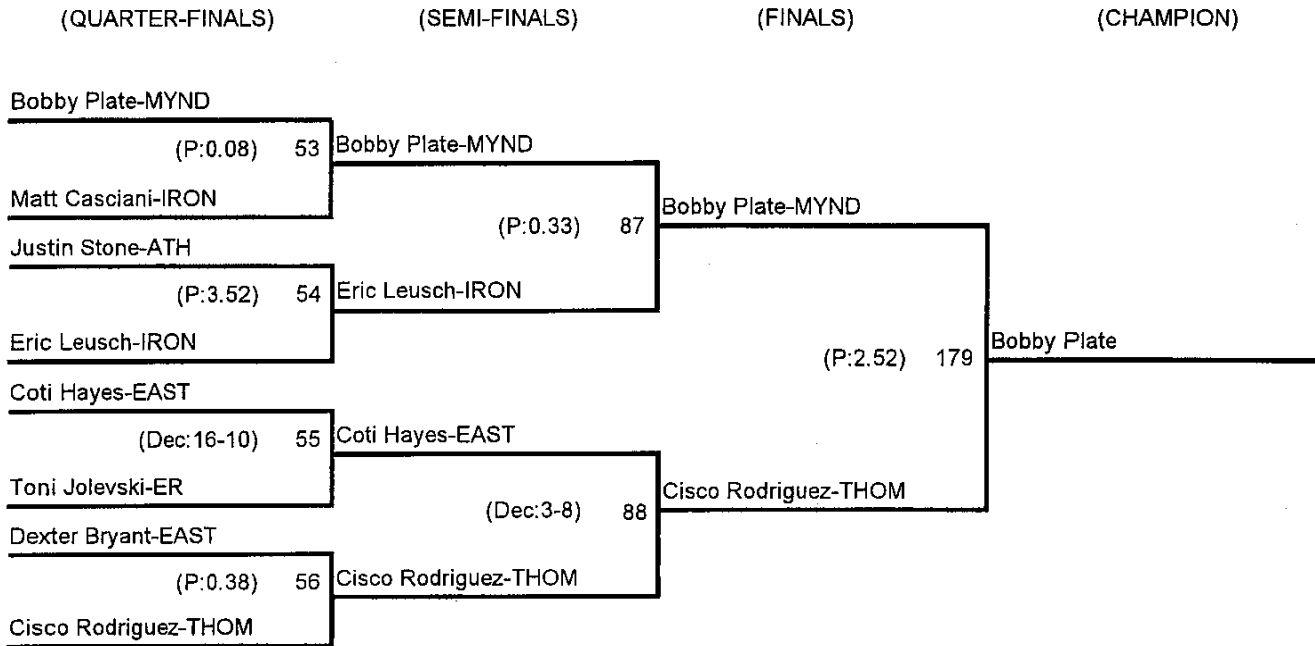 (QUARTER-FINALS) (SEMI-FINALS) (FINALS) (CHAMPION)
Bobby Plate-MYND
(P:0.08) 53 Bobby Plate-MYND
Matt Casciani-IRON
(P:0.33) 87 Bobby Plate-MYND
Justin Stone-ATH
(P:3.52) 54 Eric Leusch-IRON
Eric Leusch-IRON
(P:2.52) 179 Bobby Plate
Coti Hayes-EAST
(Dec:16-10) 55 Coti Hayes-EAST
Toni Jolevski-ER
(Dec:3-8) 88 Cisco Rodriguez-THOM
Dexter Bryant-EAST
(P:0.38) 56 Cisco Rodriguez-THOM
Cisco Rodriguez-THOM